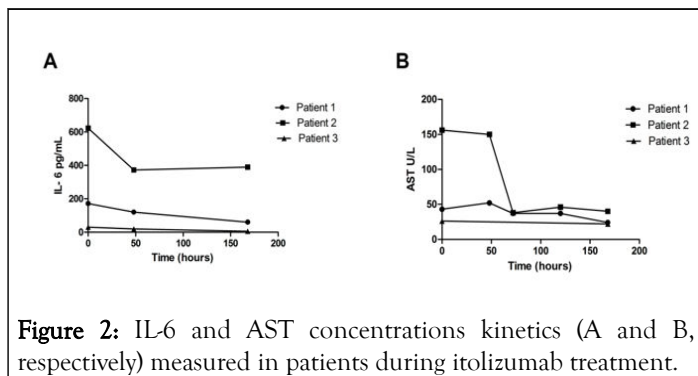 A
B
800
600
400
200
0
IL- 6 pg/mL
0
50
100
150
200
Time (hours)
Patient 1
Patient 2
Patient 3
200
150
100
50
0
AST U/L
0
50
100
150
200
Time (hours)
Patient 1
Patient 2
Patient 3
Figure 2: IL-6 and AST concentrations kinetics (A and B,
respectively) measured in patients during itolizumab treatment.